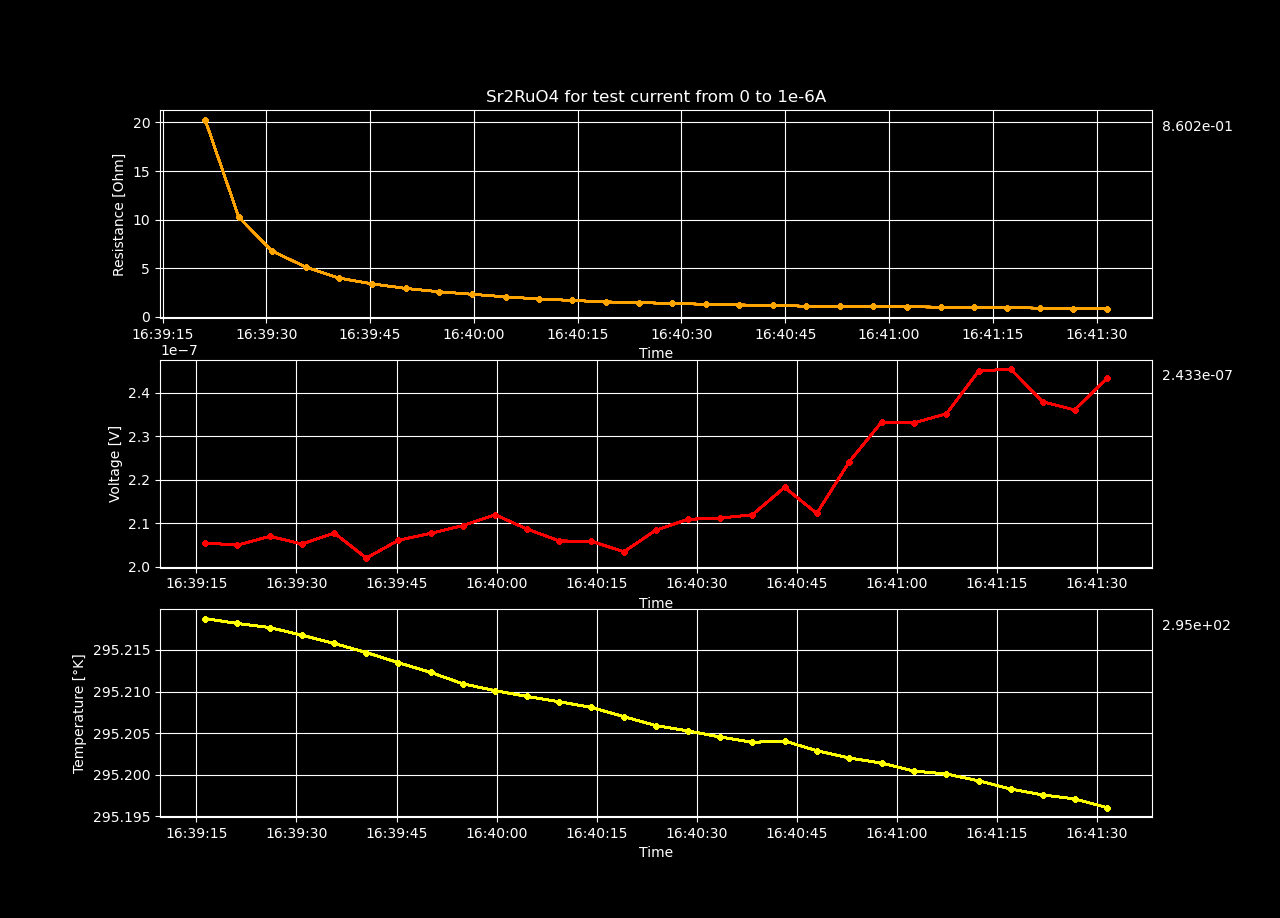 Sr2RuO4 for test current from 0 to 1e-6A
8.602e-01
Resistance [Ohm]
20
15
10
5
0
16:39:15 16:39:30 16:39:45 16:40:00 16:40:15 16:40:30 16:40:45 16:41:00 16:41:15 16:41:30
Time
1e−7
2.433e-07
Voltage [V]
2.4
2.3
2.2
2.1
2.0
16:39:15 16:39:30 16:39:45 16:40:00 16:40:15 16:40:30 16:40:45 16:41:00 16:41:15 16:41:30
Time
2.95e+02
Temperature [°K]
295.215
295.210
295.205
295.200
295.195
16:39:15 16:39:30 16:39:45 16:40:00 16:40:15 16:40:30 16:40:45 16:41:00 16:41:15 16:41:30
Time